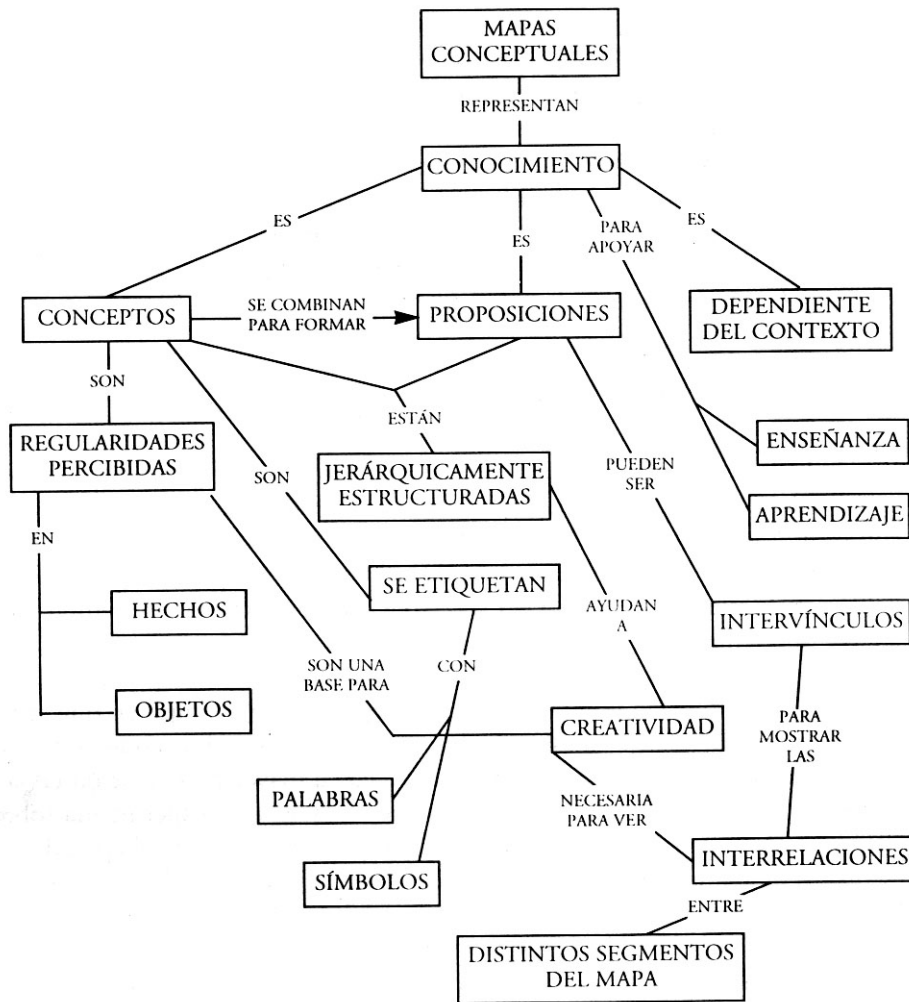 MAPAS
CONCEPTUALES
REPRESENTAN
CONOCIMIENTO
ES
ES
PARA
APOYAR
ES
CONCEPTOS
SE COMBINAN
PARA FORMAR
PROPOSICIONES
DEPENDIENTE
DEL CONTEXTO
SON
ESTÁN
REGULARIDADES
PERCIBIDAS
SON
JERÁRQUICAMENTE
ESTRUCTURADAS
PUEDEN
SER
ENSEÑANZA
APRENDIZAJE
EN
SE ETIQUETAN
HECHOS
AYUDAN
A
INTERVÍNCULOS
SON UNA
BASE PARA
CON
OBJETOS
CREATIVIDAD
PARA
MOSTRAR
LAS
PALABRAS
NECESARIA
PARA VER
SÍMBOLOS
INTERRELACIONES
ENTRE
DISTINTOS SEGMENTOS
DEL MAPA